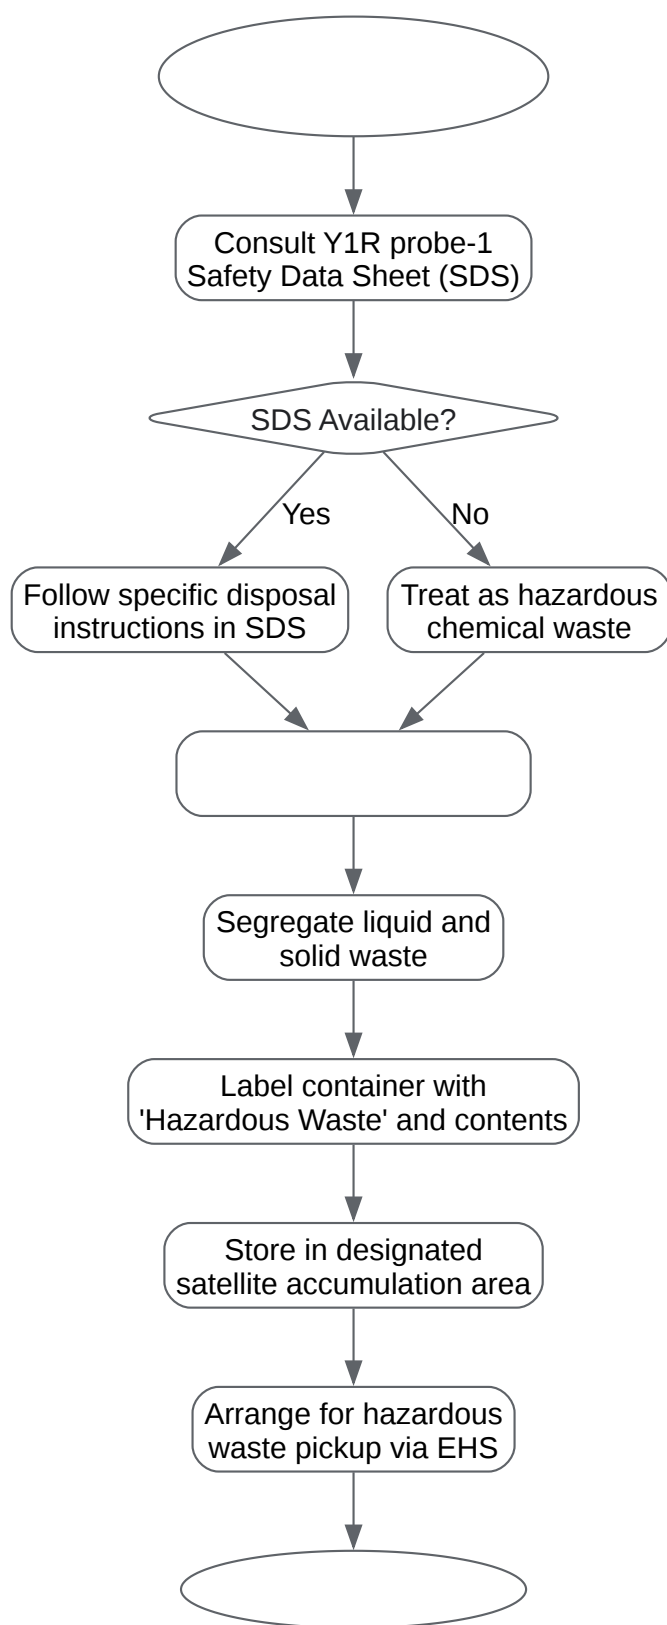 Consult Y1R probe-1
Safety Data Sheet (SDS)
SDS Available?
Yes
No
Follow specific disposal
instructions in SDS
Treat as hazardous
chemical waste
Segregate liquid and
solid waste
Label container with
'Hazardous Waste' and contents
Store in designated
satellite accumulation area
Arrange for hazardous
waste pickup via EHS